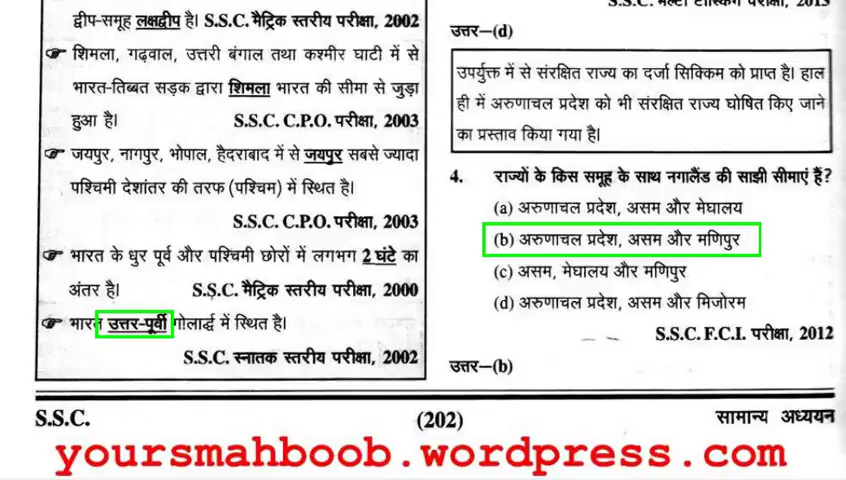 द्वीप-समूह लक्षद्वीप है। S.S.C. मैट्रिक स्तरीय परीक्षा, 2002
☞ शिमला, गढ़वाल, उत्तरी बंगाल तथा कश्मीर घाटी में से
भारत-तिब्बत सड़क द्वारा शिमला भारत की सीमा से जुड़ा
हुआ है। S.S.C. C.P.O. परीक्षा, 2003
☞ जयपुर, नागपुर, भोपाल, हैदराबाद में से जयपुर सबसे ज्यादा
पश्चिमी देशांतर की तरफ (पश्चिम) में स्थित है।
S.S.C. C.P.O. परीक्षा, 2003
☞ भारत के धुर पूर्व और पश्चिमी छोरों में लगभग 2 घंटे का
अंतर है। S.S.C. मैट्रिक स्तरीय परीक्षा, 2000
☞ भारत उत्तर-पूर्वी गोलार्द्ध में स्थित है।
S.S.C. स्नातक स्तरीय परीक्षा, 2002
S.S.C. मल्टी टास्किंग परीक्षा, 2013
उत्तर–(d)
उपर्युक्त में से संरक्षित राज्य का दर्जा सिक्किम को प्राप्त है। हाल
ही में अरुणाचल प्रदेश को भी संरक्षित राज्य घोषित किए जाने
का प्रस्ताव किया गया है।
4. राज्यों के किस समूह के साथ नगालैंड की साझी सीमाएं हैं?
(a) अरुणाचल प्रदेश, असम और मेघालय
(b) अरुणाचल प्रदेश, असम और मणिपुर
(c) असम, मेघालय और मणिपुर
(d) अरुणाचल प्रदेश, असम और मिजोरम
S.S.C. F.C.I. परीक्षा, 2012
उत्तर–(b)
S.S.C. (202) सामान्य अध्ययन
yoursmahboob.wordpress.com